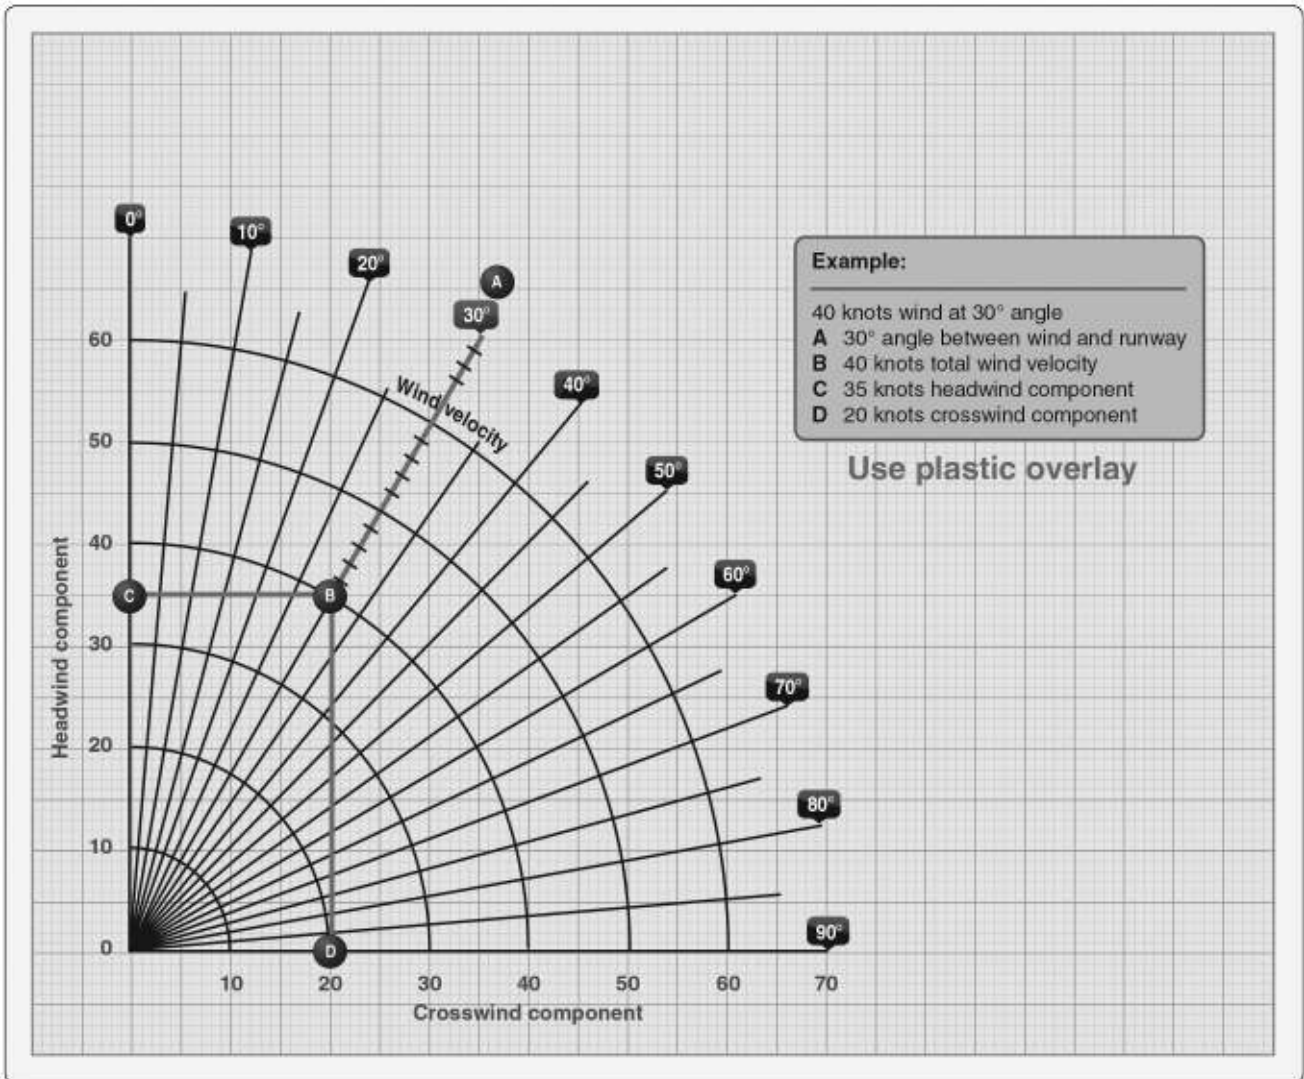 0°
10°
20°
A
30°
Example:
40 knots wind at 30° angle
A 30° angle between wind and runway
B 40 knots total wind velocity
C 35 knots headwind component
D 20 knots crosswind component
Use plastic overlay
60
Wind velocity
40°
50
50°
40
60°
Headwind component
C
B
30
70°
20
80°
10
90°
0
D
10 20 30 40 50 60 70
Crosswind component